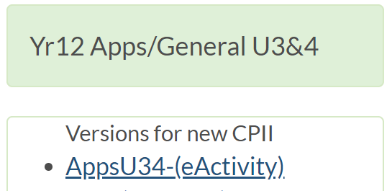 Yr12 Apps/General U3&4
Versions for new CPII
• AppsU34-(eActivity)